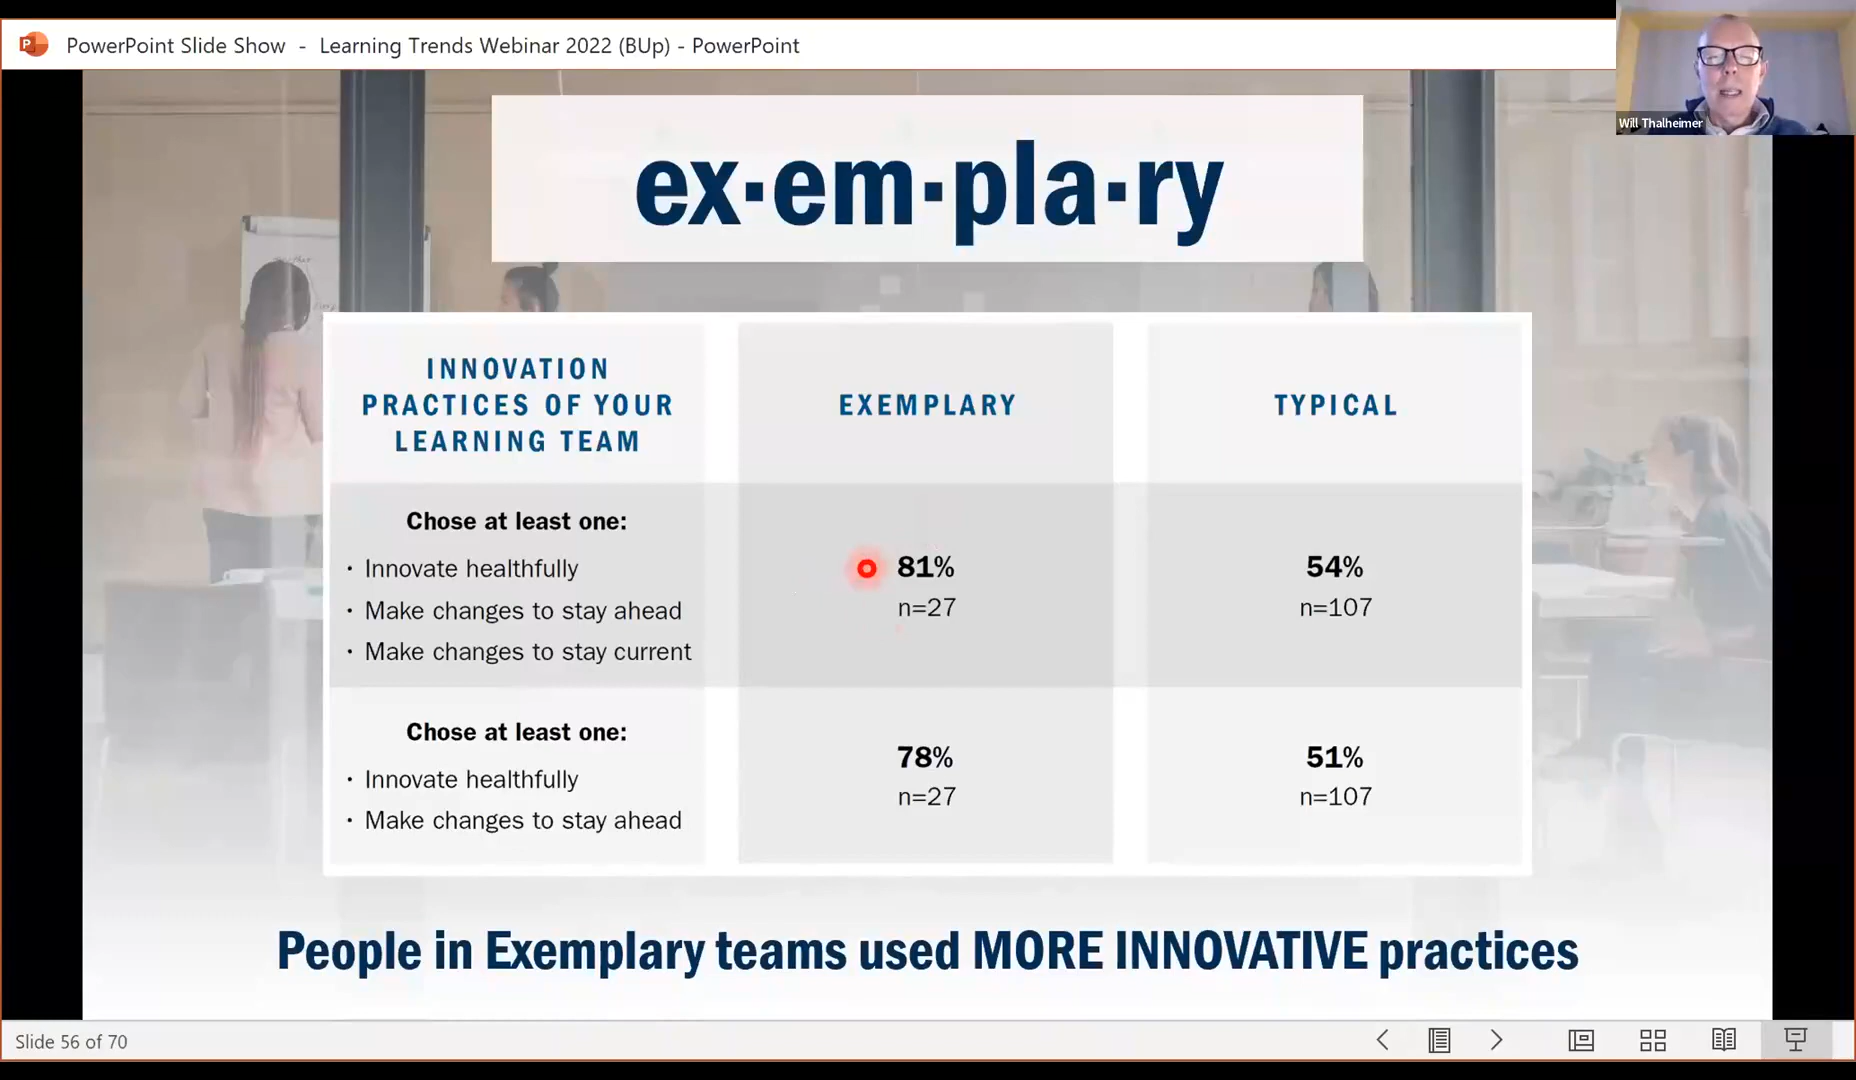 PowerPoint Slide Show - Learning Trends Webinar 2022 (BUp) - PowerPoint
Will Thalheimer
ex·em·pla·ry
INNOVATION
PRACTICES OF YOUR
LEARNING TEAM
EXEMPLARY
TYPICAL
Chose at least one:
• Innovate healthfully
• Make changes to stay ahead
• Make changes to stay current
81%
n=27
54%
n=107
Chose at least one:
• Innovate healthfully
• Make changes to stay ahead
78%
n=27
51%
n=107
People in Exemplary teams used MORE INNOVATIVE practices
Slide 56 of 70